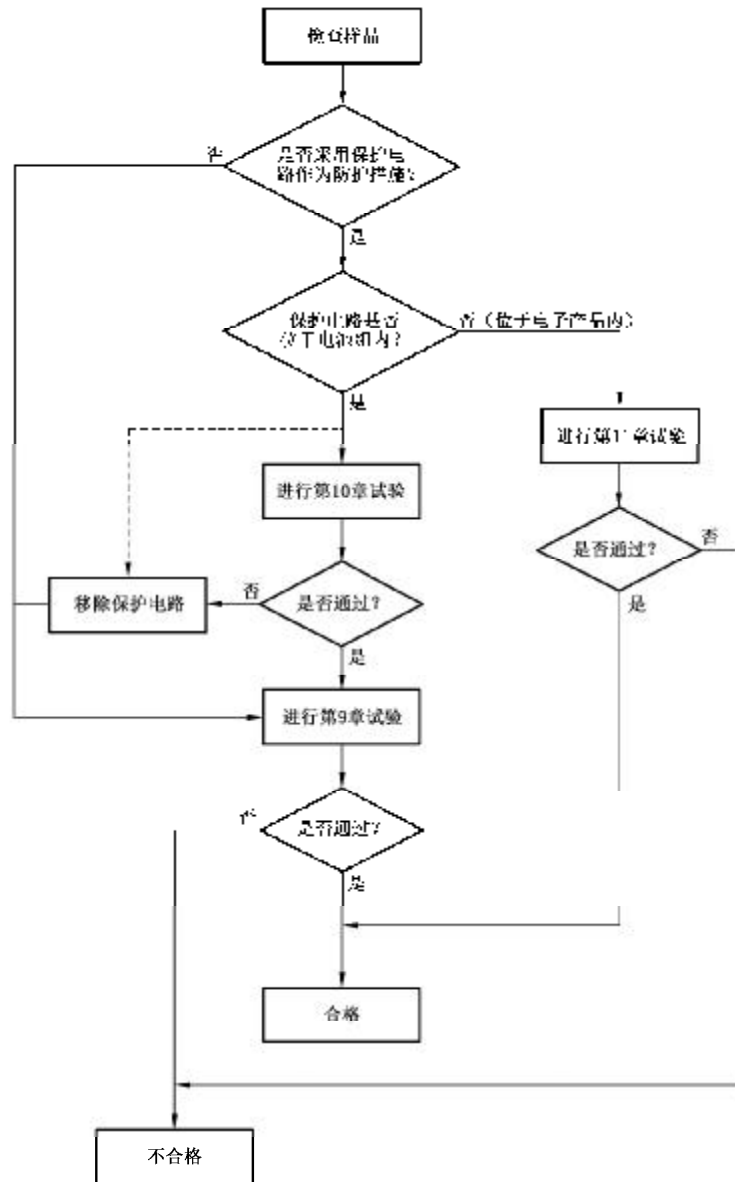 检查样品
否
是否采用保护电
路作为防护措施?
是
保护电路是否
位于电池组内?
否（位于电子产品内）
是
进行第11章试验
进行第10章试验
是否通过?
否
移除保护电路
否
是否通过?
是
是
进行第9章试验
否
是否通过?
是
合格
不合格